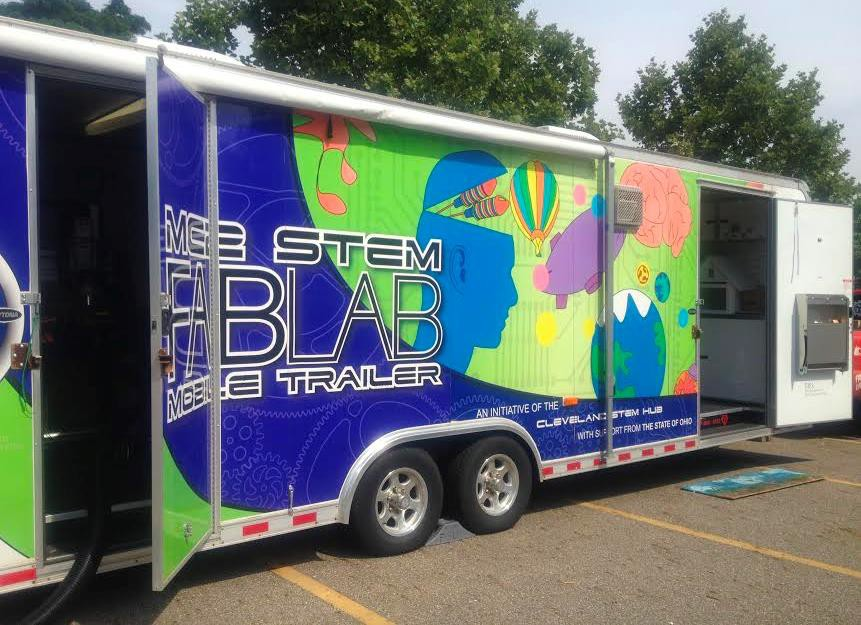 MC2 STEM
FABLAB
MOBILE TRAILER
AN INITIATIVE OF THE
CLEVELAND STEM HUB
WITH SUPPORT FROM THE STATE OF OHIO